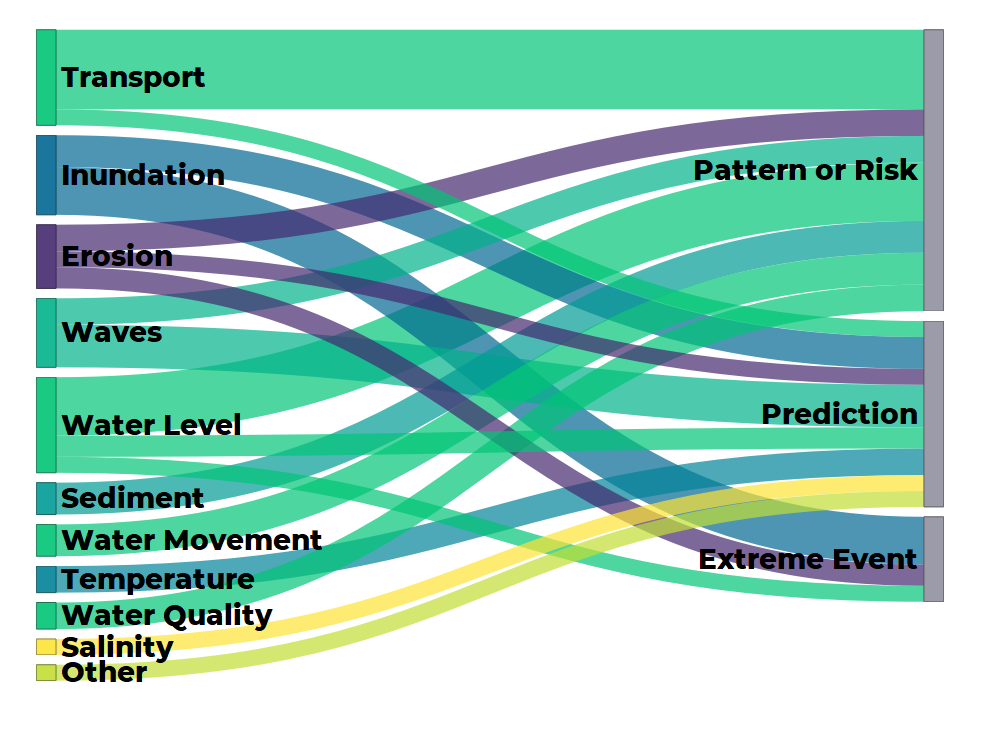 Transport
Inundation
Erosion
Waves
Water Level
Sediment
Water Movement
Temperature
Water Quality
Salinity
Other
Pattern or Risk
Prediction
Extreme Event